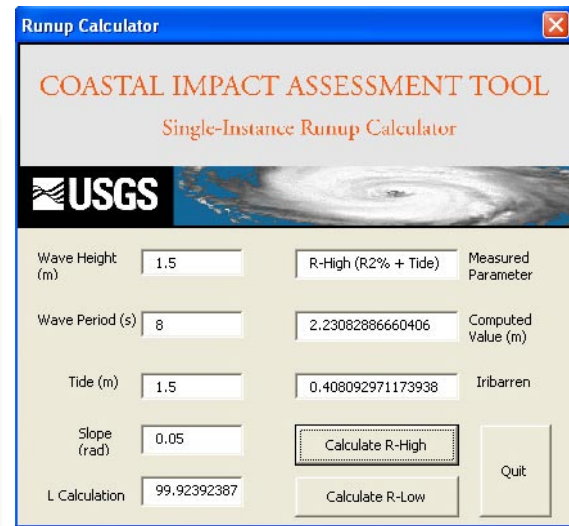 Runup Calculator
COASTAL IMPACT ASSESSMENT TOOL
Single-Instance Runup Calculator
USGS
Wave Height
(m)
1.5
R-High (R2% + Tide)
Measured
Parameter
Wave Period (s)
8
2.23082886660406
Computed
Value (m)
Tide (m)
1.5
0.408092971173938
Iribarren
Slope
(rad)
0.05
Calculate R-High
Quit
L Calculation
99.92392387
Calculate R-Low